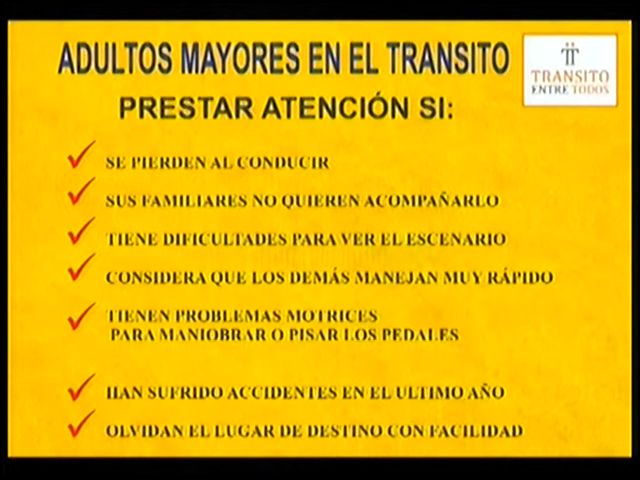 ADULTOS MAYORES EN EL TRANSITO
TRANSITO
ENTRE TODOS
PRESTAR ATENCIÓN SI:
SE PIERDEN AL CONDUCIR
SUS FAMILIARES NO QUIEREN ACOMPAÑARLO
TIENE DIFICULTADES PARA VER EL ESCENARIO
CONSIDERA QUE LOS DEMÁS MANEJAN MUY RÁPIDO
TIENEN PROBLEMAS MOTRICES
PARA MANIOBRAR O PISAR LOS PEDALES
HAN SUFRIDO ACCIDENTES EN EL ULTIMO AÑO
OLVIDAN EL LUGAR DE DESTINO CON FACILIDAD